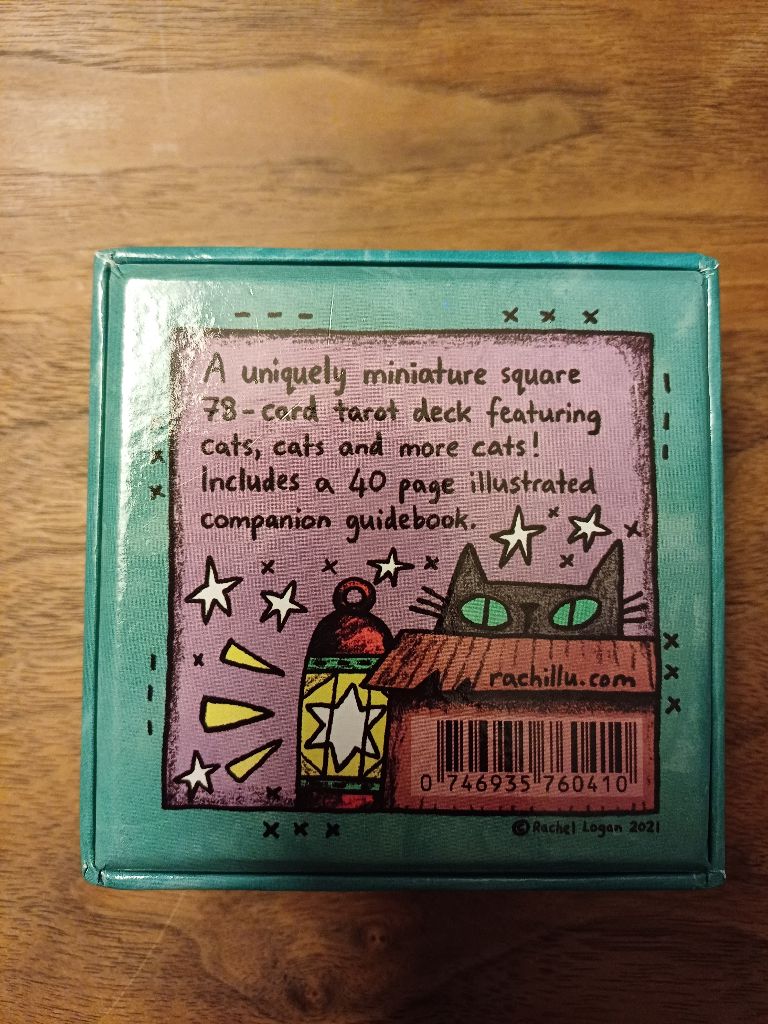 A uniquely miniature square
78-card tarot deck featuring
cats, cats and more cats!
Includes a 40 page illustrated
companion guidebook.
rachillu.com
0 746935 760410
© Rachel Logan 2021